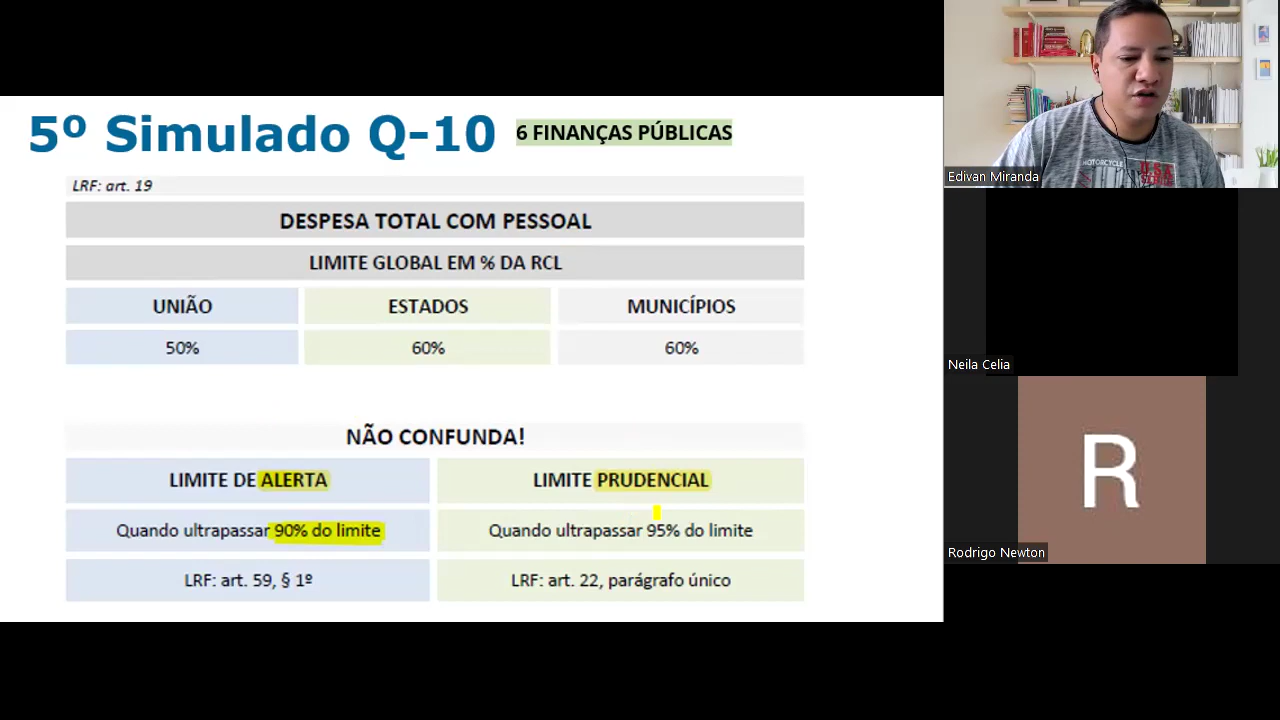 5º Simulado Q-10 6 FINANÇAS PÚBLICAS
LRF: art. 19
DESPESA TOTAL COM PESSOAL
LIMITE GLOBAL EM % DA RCL
UNIÃO ESTADOS MUNICÍPIOS
50% 60% 60%
NÃO CONFUNDA!
LIMITE DE ALERTA LIMITE PRUDENCIAL
Quando ultrapassar 90% do limite Quando ultrapassar 95% do limite
LRF: art. 59, § 1º LRF: art. 22, parágrafo único
MOTORCYCLE
Edivan Miranda
Neila Celia
R
Rodrigo Newton